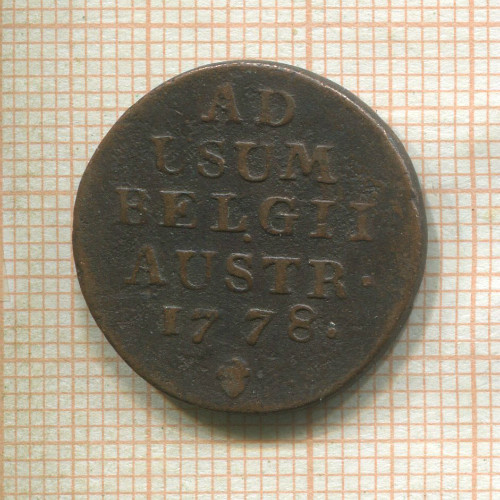 AD
USUM
BELGII
AUSTR·
1778.